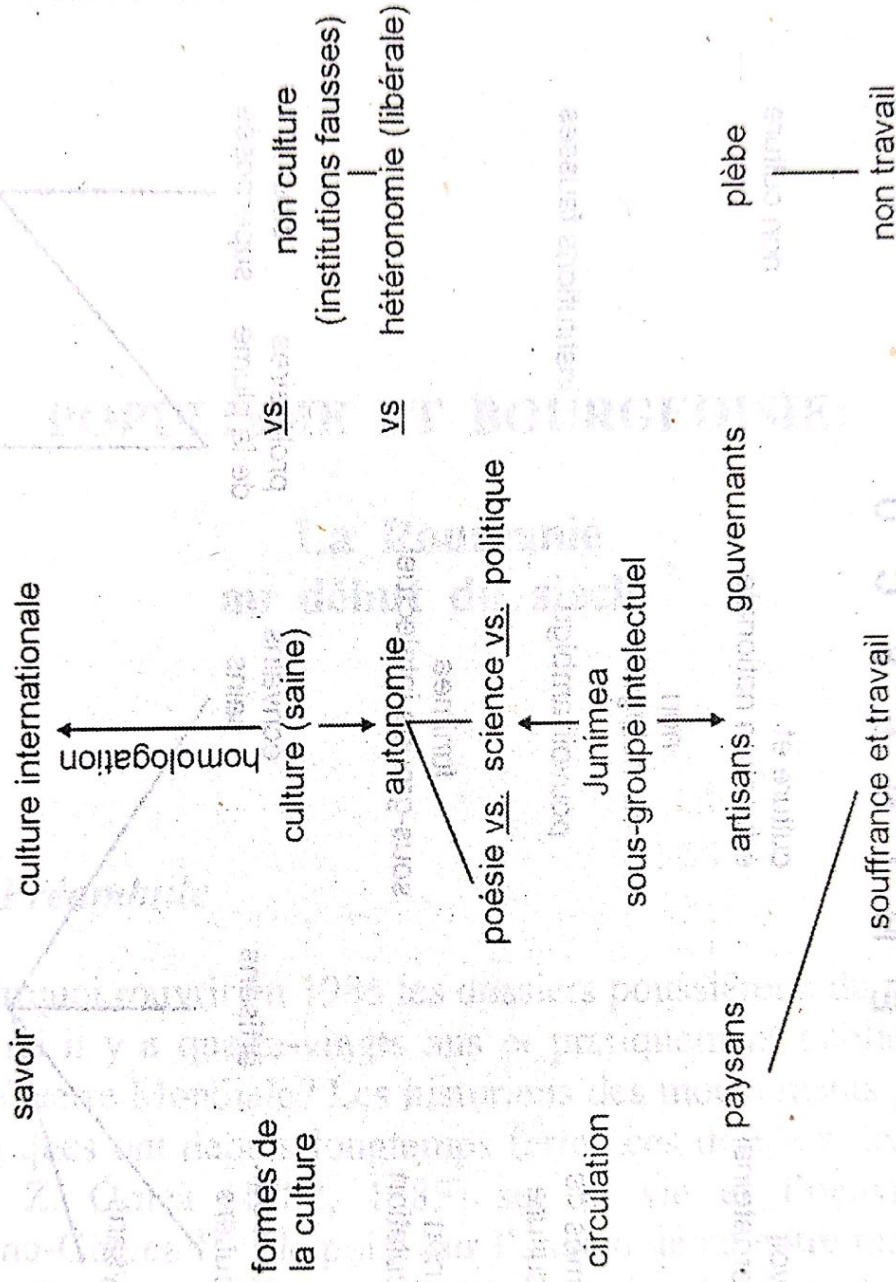 savoir culture internationale
homologation
formes de culture (saine) vs non culture
la culture (institutions fausses)
autonomie vs hétéronomie (libérale)
poésie vs. science vs. politique
circulation Junimea
sous-groupe intelectuel
paysans artisans gouvernants plèbe
souffrance et travail non travail